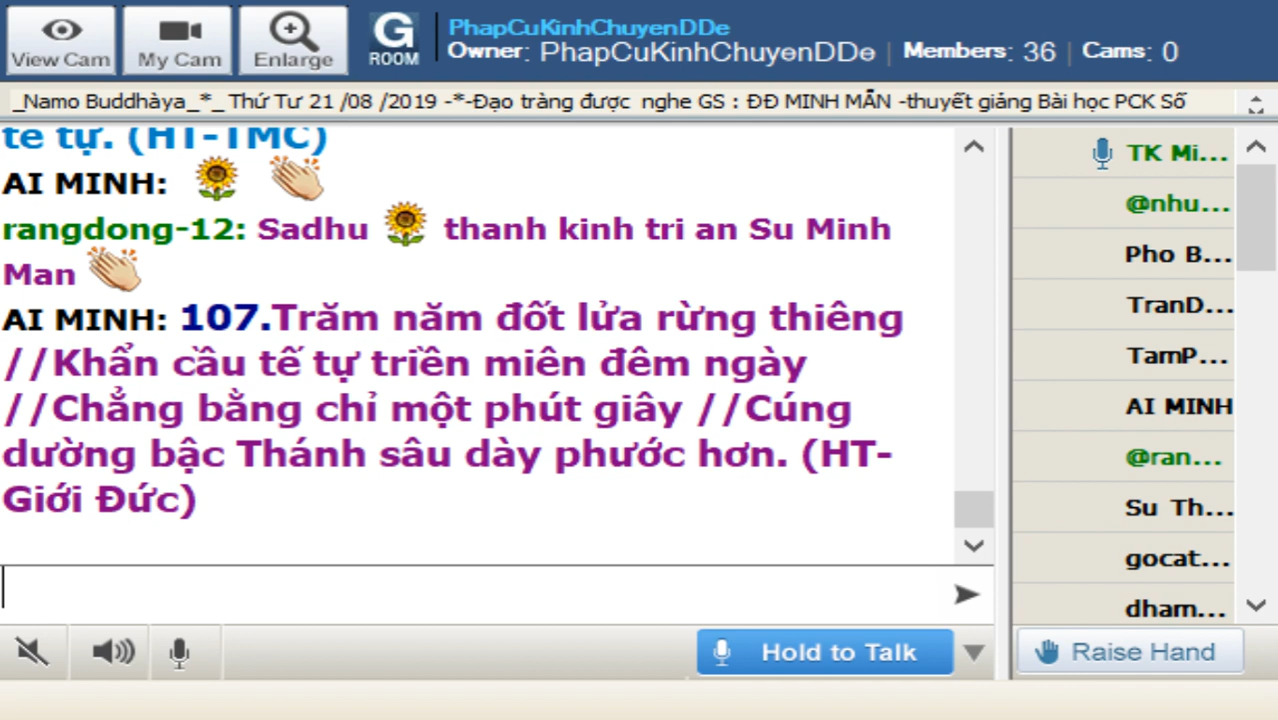 View Cam
My Cam
Enlarge
G
ROOM
PhapCuKinhChuyenDDe
Owner: PhapCuKinhChuyenDDe | Members: 36 | Cams: 0
_Namo Buddhàya_*_ Thứ Tư 21 /08 /2019 -*-Đạo tràng được nghe GS : ĐĐ MINH MẪN -thuyết giảng Bài học PCK Số
tế tự. (HT-TMC)
AI MINH:
rangdong-12: Sadhu thanh kinh tri an Su Minh
Man
AI MINH: 107.Trăm năm đốt lửa rừng thiêng
//Khẩn cầu tế tự triền miên đêm ngày
//Chẳng bằng chỉ một phút giây //Cúng
dường bậc Thánh sâu dày phước hơn. (HT-
Giới Đức)
TK Mi...
@nhu...
Pho B...
TranD...
TamP...
AI MINH
@ran...
Su Th...
gocat...
dham...
Hold to Talk
Raise Hand